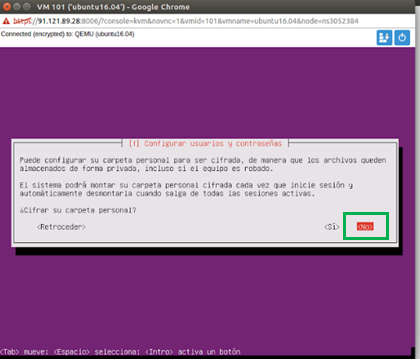 VM 101 ('ubuntu16.04') - Google Chrome
https://91.121.89.28:8006/?console=kvm&novnc=1&vmid=101&vmname=ubuntu16.04&node=ns3052384
Connected (encrypted) to: QEMU (ubuntu16.04)
[!] Configurar usuarios y contraseñas
Puede configurar su carpeta personal para ser cifrada, de manera que los archivos queden
almacenados de forma privada, incluso si el equipo es robado.
El sistema podrá montar su carpeta personal cifrada cada vez que inicie sesión y
automáticamente desmontarla cuando salga de todas las sesiones activas.
¿Cifrar su carpeta personal?
<Retroceder> <Sí> <No>
<Tab> mueve; <Espacio> selecciona; <Intro> activa un botón